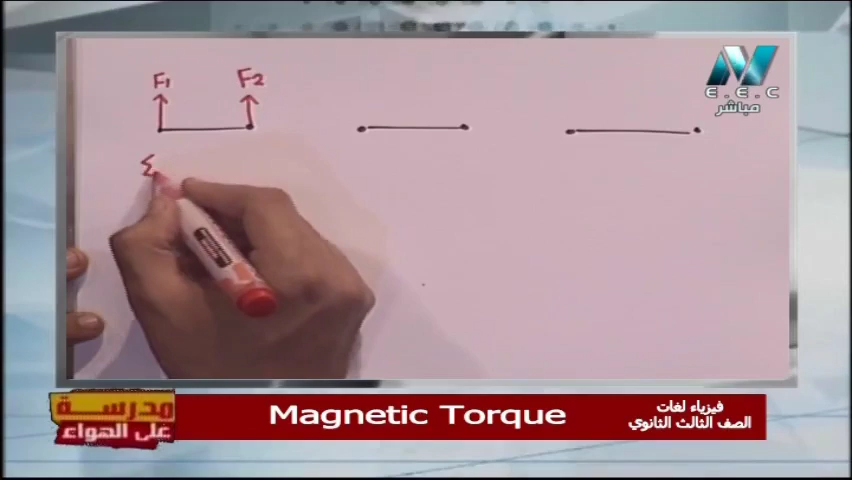 F1 F2
Σ
E.E.C
مباشر
مدرسة
على الهواء
Magnetic Torque
فيزياء لغات
الصف الثالث الثانوي